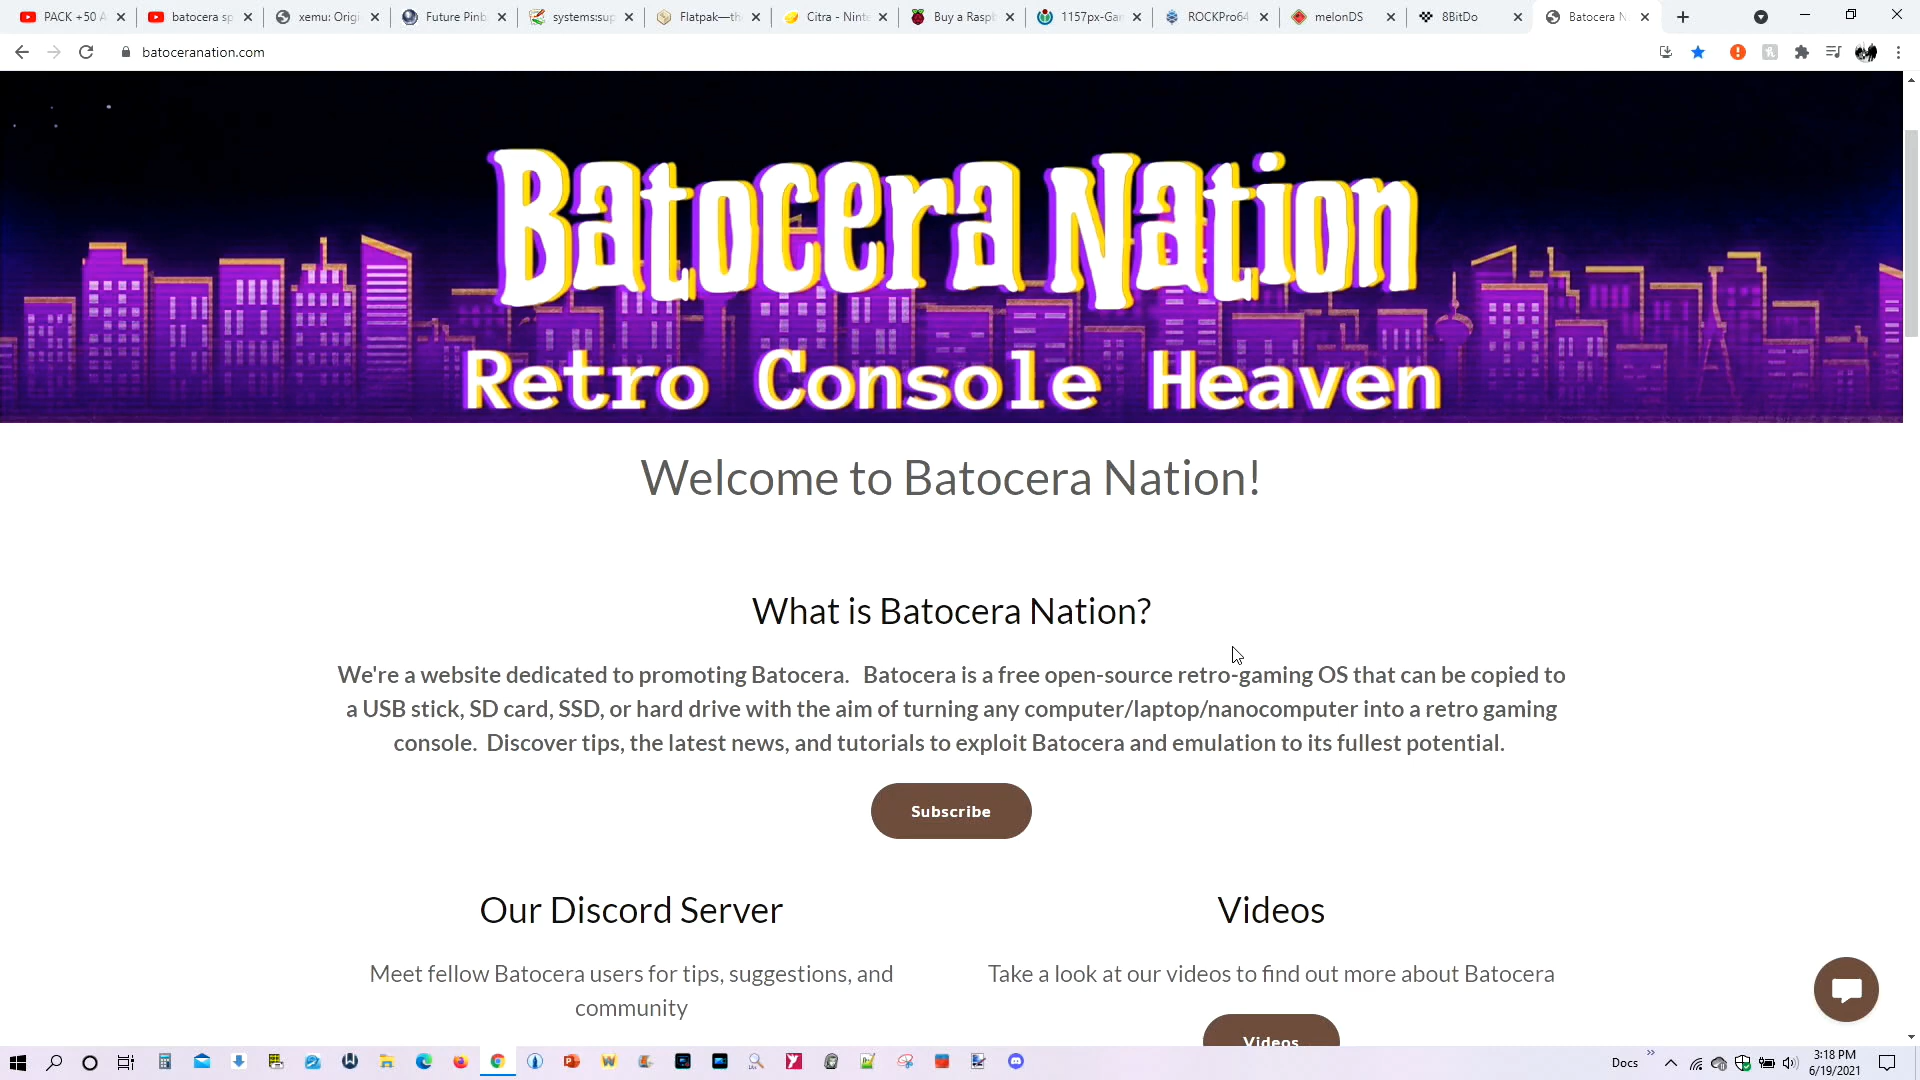 PACK +50 A
batocera sp
xemu: Origi
Future Pinb
systems:sup
Flatpak—th
Citra - Ninte
Buy a Raspb
1157px-Gar
ROCKPro64
melonDS
8BitDo
Batocera N
batoceranation.com
Batocera Nation
Retro Console Heaven
Welcome to Batocera Nation!
What is Batocera Nation?
We're a website dedicated to promoting Batocera. Batocera is a free open-source retro-gaming OS that can be copied to
a USB stick, SD card, SSD, or hard drive with the aim of turning any computer/laptop/nanocomputer into a retro gaming
console. Discover tips, the latest news, and tutorials to exploit Batocera and emulation to its fullest potential.
Subscribe
Our Discord Server
Meet fellow Batocera users for tips, suggestions, and
community
Videos
Take a look at our videos to find out more about Batocera
Videos
Docs
3:18 PM
6/19/2021